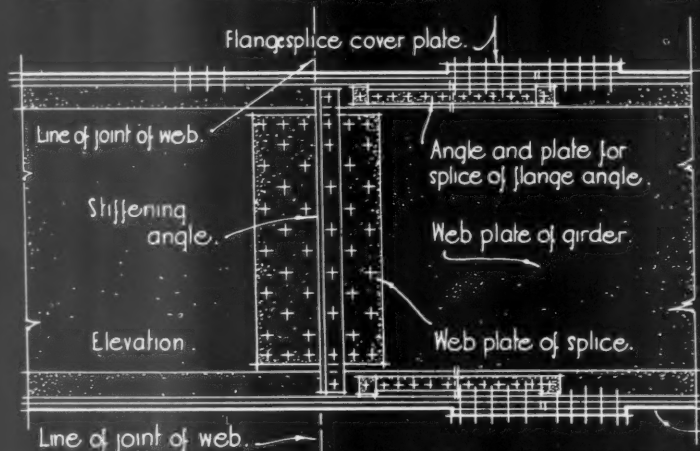 Flangesplice cover plate.
Line of joint of web.
Angle and plate for
splice of flange angle.
Stiffening
angle.
Web plate of girder
Elevation.
Web plate of splice.
Line of joint of web.